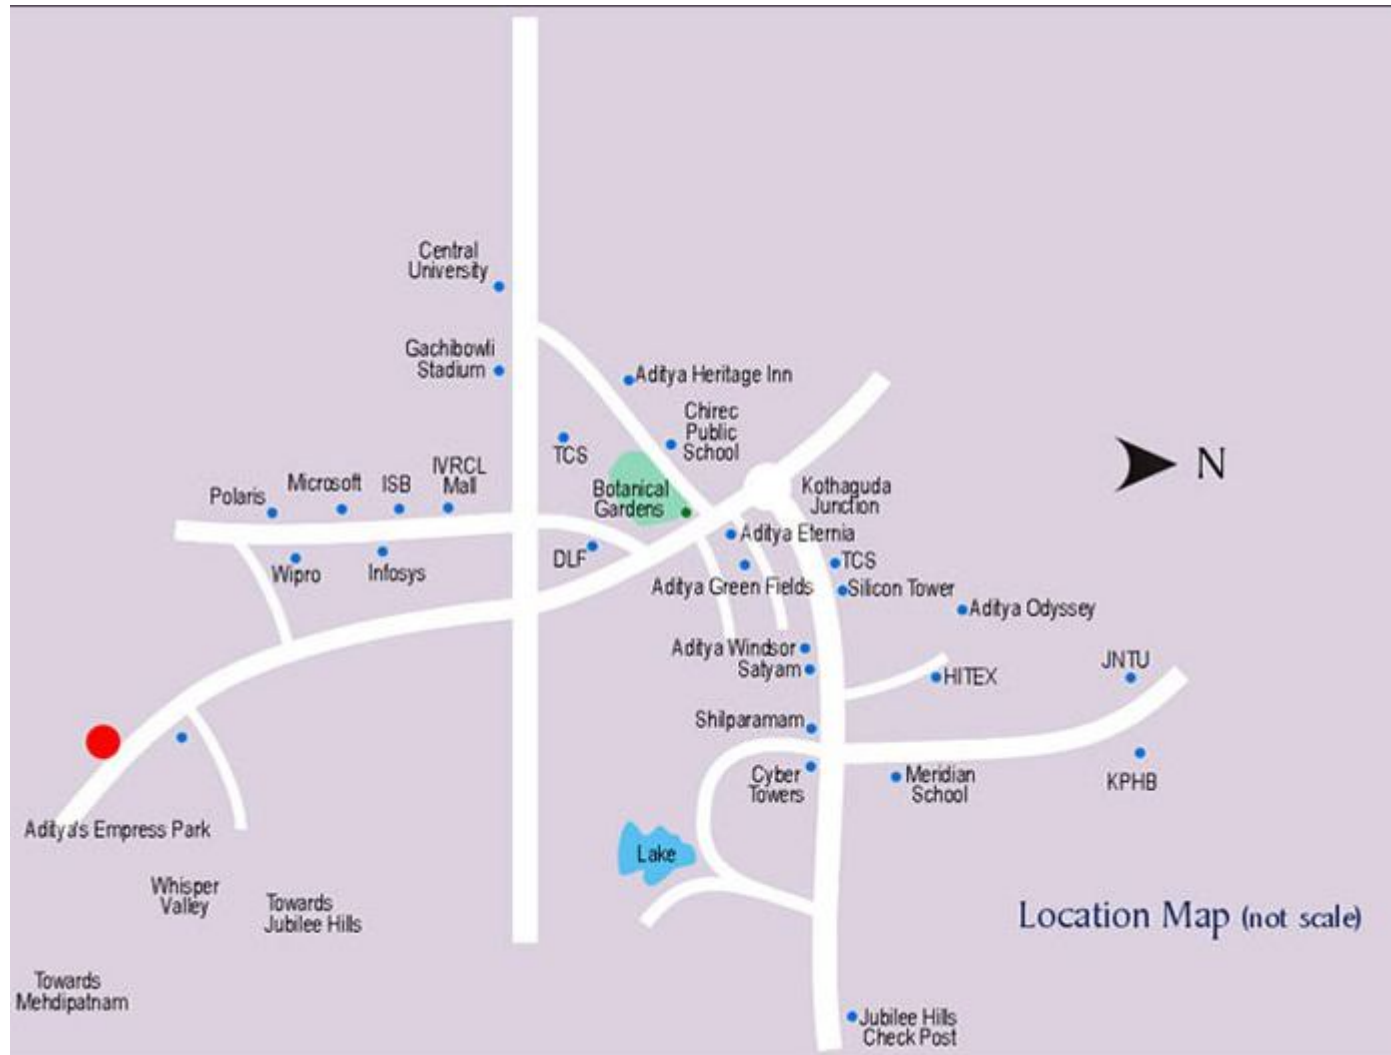 Central
University
Gachibowli
Stadium
Aditya Heritage Inn
Chirec
Public
School
TCS
IVRCL
Mall
ISB
Microsoft
Polaris
Botanical
Gardens
Kothaguda
Junction
N
Aditya Eternia
DLF
Wipro
Infosys
TCS
Aditya Green Fields
Silicon Tower
Aditya Odyssey
Aditya Windsor
Satyam
HITEX
JNTU
Shilparamam
Cyber
Towers
Meridian
School
KPHB
Aditya's Empress Park
Lake
Whisper
Valley
Towards
Jubilee Hills
Location Map (not scale)
Towards
Mehdipatnam
Jubilee Hills
Check Post